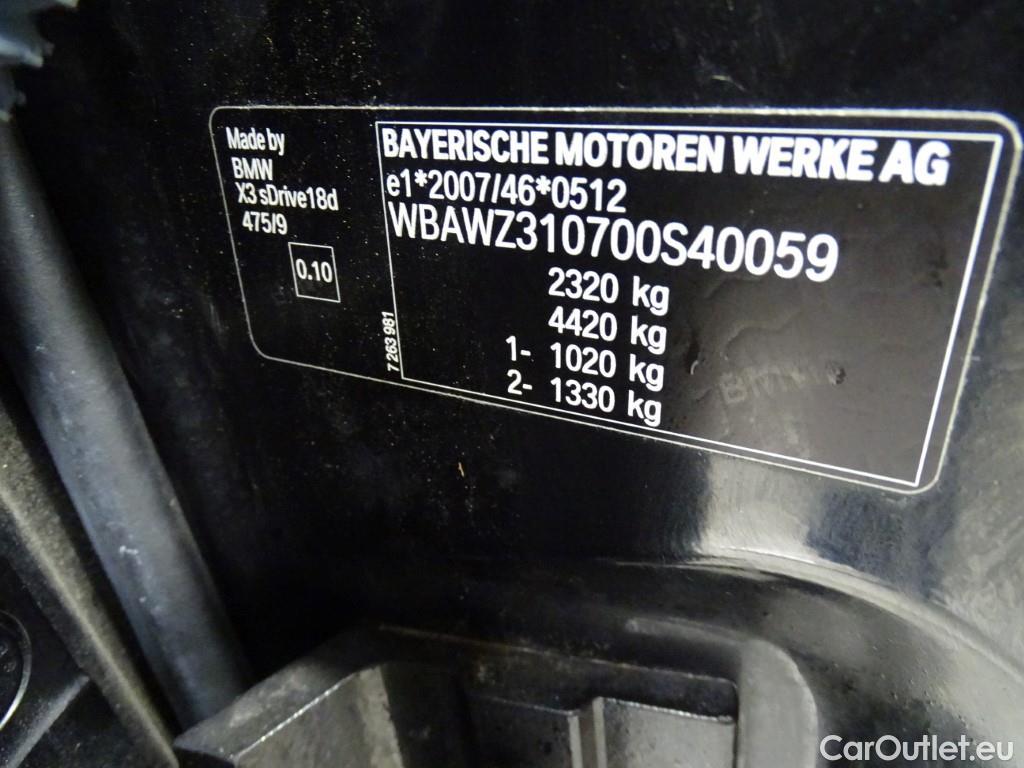 Made by
BMW
X3 sDrive18d
475/9
0.10
7 263 981
BAYERISCHE MOTOREN WERKE AG
e1*2007/46*0512
WBAWZ310700S40059
2320 kg
4420 kg
1- 1020 kg
2- 1330 kg
CarOutlet.eu